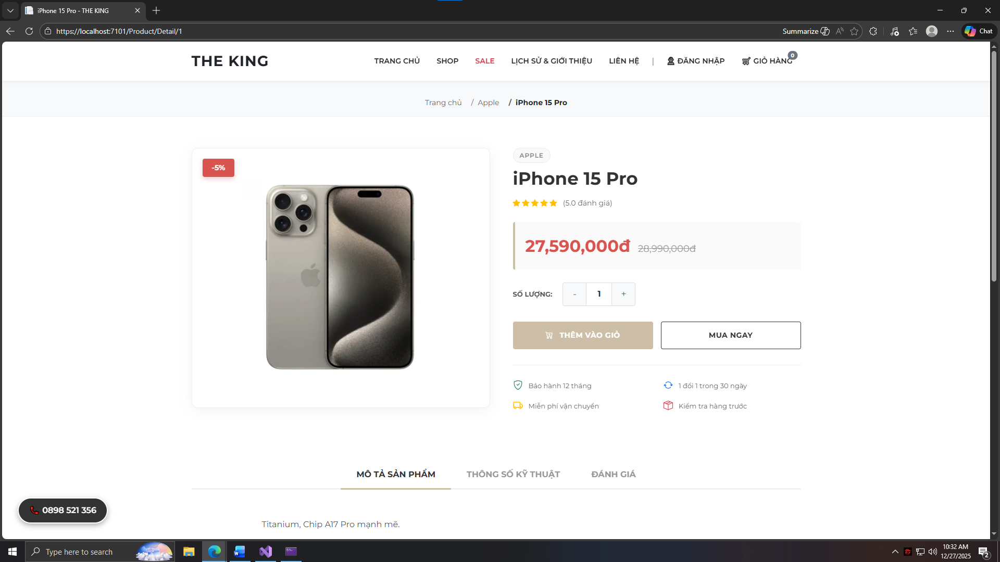 iPhone 15 Pro - THE KING
https://localhost:7101/Product/Detail/1
Summarize
Chat
THE KING
TRANG CHỦ SHOP SALE LỊCH SỬ & GIỚI THIỆU LIÊN HỆ | ĐĂNG NHẬP GIỎ HÀNG 0
Trang chủ / Apple / iPhone 15 Pro
-5%
APPLE
iPhone 15 Pro
(5.0 đánh giá)
27,590,000đ 28,990,000đ
SỐ LƯỢNG: - 1 +
THÊM VÀO GIỎ MUA NGAY
Bảo hành 12 tháng 1 đổi 1 trong 30 ngày
Miễn phí vận chuyển Kiểm tra hàng trước
MÔ TẢ SẢN PHẨM THÔNG SỐ KỸ THUẬT ĐÁNH GIÁ
0898 521 356
Titanium, Chip A17 Pro mạnh mẽ.
Type here to search
10:32 AM
12/27/2025
2